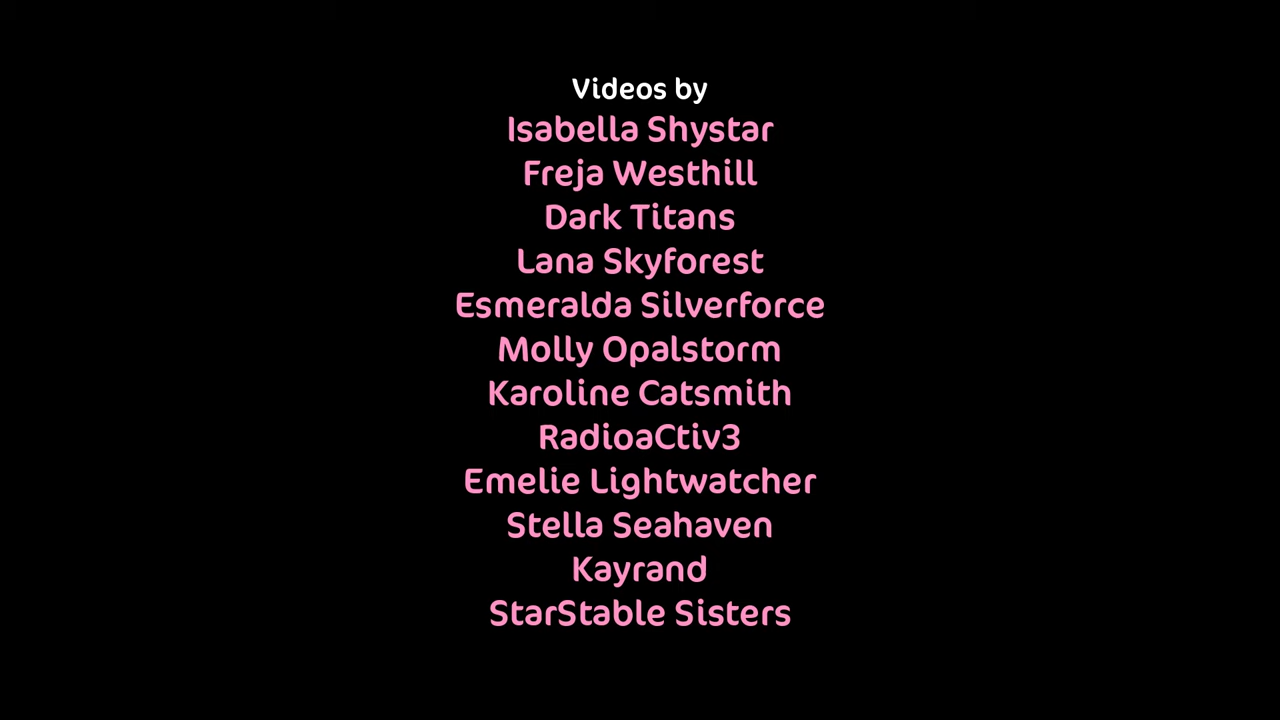 Videos by
Isabella Shystar
Freja Westhill
Dark Titans
Lana Skyforest
Esmeralda Silverforce
Molly Opalstorm
Karoline Catsmith
RadioaCtiv3
Emelie Lightwatcher
Stella Seahaven
Kayrand
StarStable Sisters